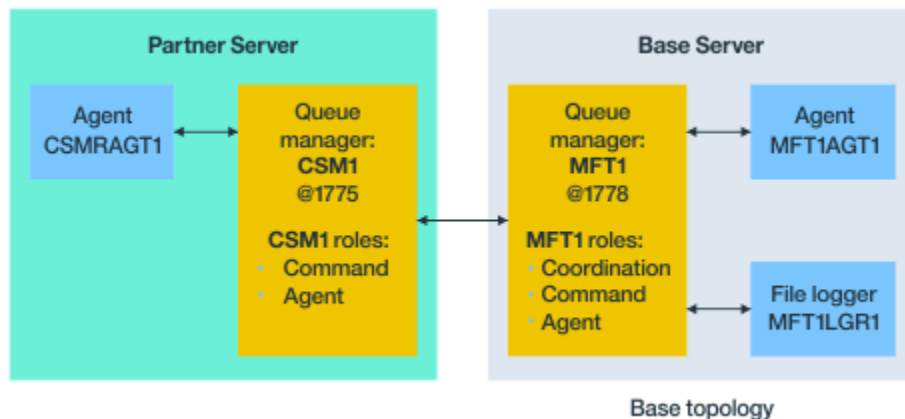 Partner Server
Agent
CSMRAGT1
Queue
manager:
CSM1
@1775
CSM1 roles:
• Command
• Agent
Base Server
Queue
manager:
MFT1
@1778
MFT1 roles:
• Coordination
• Command
• Agent
Agent
MFT1AGT1
File logger
MFT1LGR1
Base topology